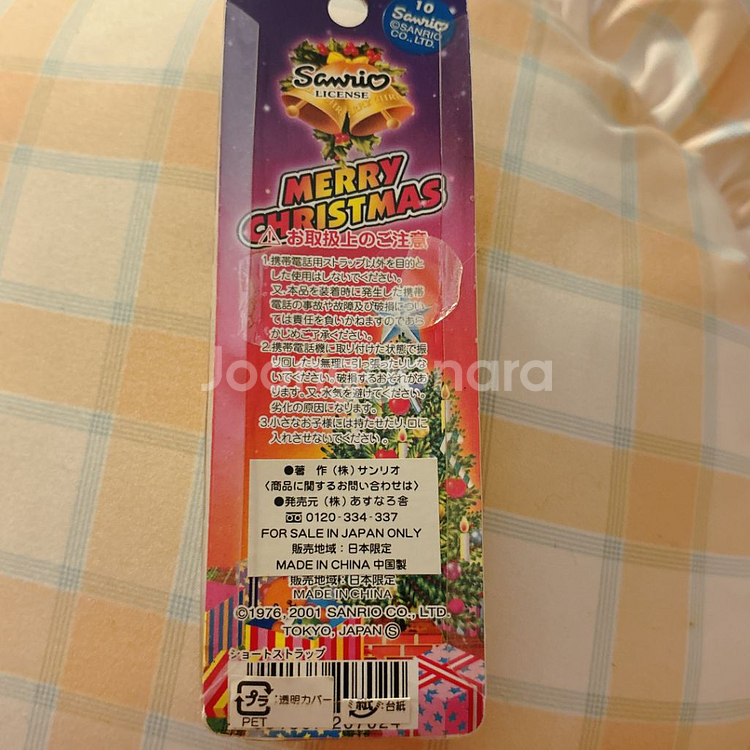 10
Sanrio
©SANRIO
CO., LTD.
Sanrio
LICENSE
MERRY
CHRISTMAS
⚠お取扱上のご注意
1.携帯電話用ストラップ以外を目的と
した使用はしないでください。
又、本品を装着時に発生した携帯
電話の事故や故障及び破損につい
ては責任を負いかねますのであら
かじめご了承ください。
2.携帯電話機に取り付けた状態で振
り回したり無理に引っ張ったりしな
いでください。破損するおそれがあり
ます。又、水気を避けてください。
劣化の原因になります。
3.小さなお子様には持たせたり、口に
入れさせないでください。
●著 作(株)サンリオ
〈商品に関するお問い合わせは〉
●発売元(株)あすなろ舎
0120-334-337
FOR SALE IN JAPAN ONLY
販売地域:日本限定
MADE IN CHINA 中国製
販売地域:日本限定
MADE IN CHINA
©1976, 2001 SANRIO CO., LTD
TOKYO, JAPAN Ⓢ
ショートストラップ
プラ:透明カバー
PET
ミ:台紙